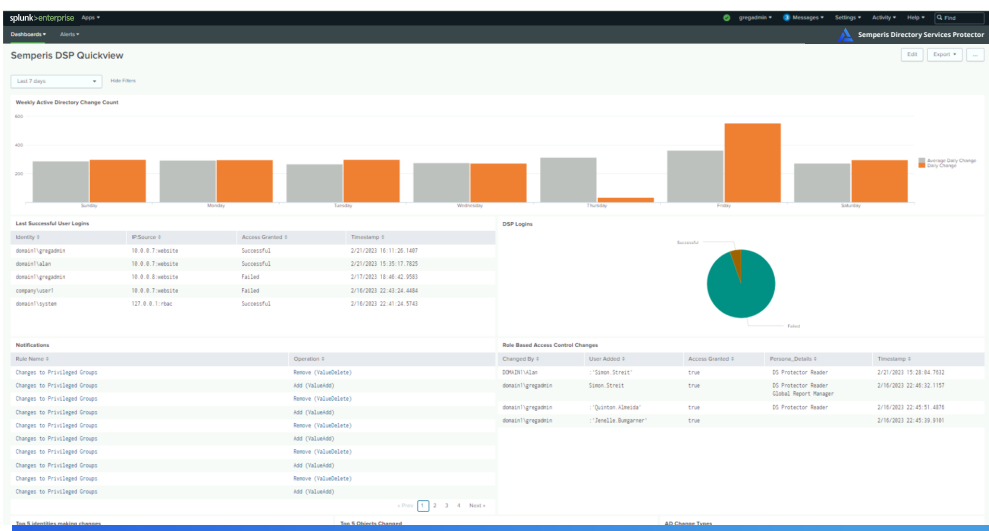 splunk>enterprise Apps ▾ gregadmin ▾ 3 Messages ▾ Settings ▾ Activity ▾ Help ▾ Find
Dashboards ▾ Alerts ▾ Semperis Directory Services Protector
Semperis DSP Quickview Edit Export ▾ ...
Last 7 days Hide Filters
Weekly Active Directory Change Count
600
400
200
Average Daily Change
Daily Change
Sunday Monday Tuesday Wednesday Thursday Friday Saturday
Last Successful User Logins
Identity IP:Source Access Granted Timestamp
domain1\gregadmin 10.0.0.7:website Successful 2/21/2023 16:11:26.1407
domain1\alan 10.0.0.7:website Successful 2/21/2023 15:35:17.7825
domain1\gregadmin 10.0.0.8:website Failed 2/17/2023 18:46:42.9583
company\user1 10.0.0.7:website Failed 2/16/2023 22:43:24.4484
domain1\system 127.0.0.1:rbac Successful 2/16/2023 22:41:24.5743
DSP Logins
Successful
Failed
Notifications
Rule Name Operation
Changes to Privileged Groups Remove (ValueDelete)
Changes to Privileged Groups Add (ValueAdd)
Changes to Privileged Groups Remove (ValueDelete)
Changes to Privileged Groups Add (ValueAdd)
Changes to Privileged Groups Remove (ValueDelete)
Changes to Privileged Groups Add (ValueAdd)
Changes to Privileged Groups Remove (ValueDelete)
Changes to Privileged Groups Add (ValueAdd)
Changes to Privileged Groups Remove (ValueDelete)
Changes to Privileged Groups Add (ValueAdd)
« Prev 1 2 3 4 Next »
Role Based Access Control Changes
Changed By User Added Access Granted Persona_Details Timestamp
DOMAIN1\Alan :'Simon.Streit' true DS Protector Reader 2/21/2023 15:28:04.7032
domain1\gregadmin Simon.Streit true DS Protector Reader 2/16/2023 22:46:32.1157
Global Report Manager
domain1\gregadmin :'Quinton.Almeida' true DS Protector Reader 2/16/2023 22:45:51.4876
domain1\gregadmin :'Jenelle.Bumgarner' true 2/16/2023 22:45:39.9101
Top 5 identities making changes Top 5 Objects Changed AD Change Types